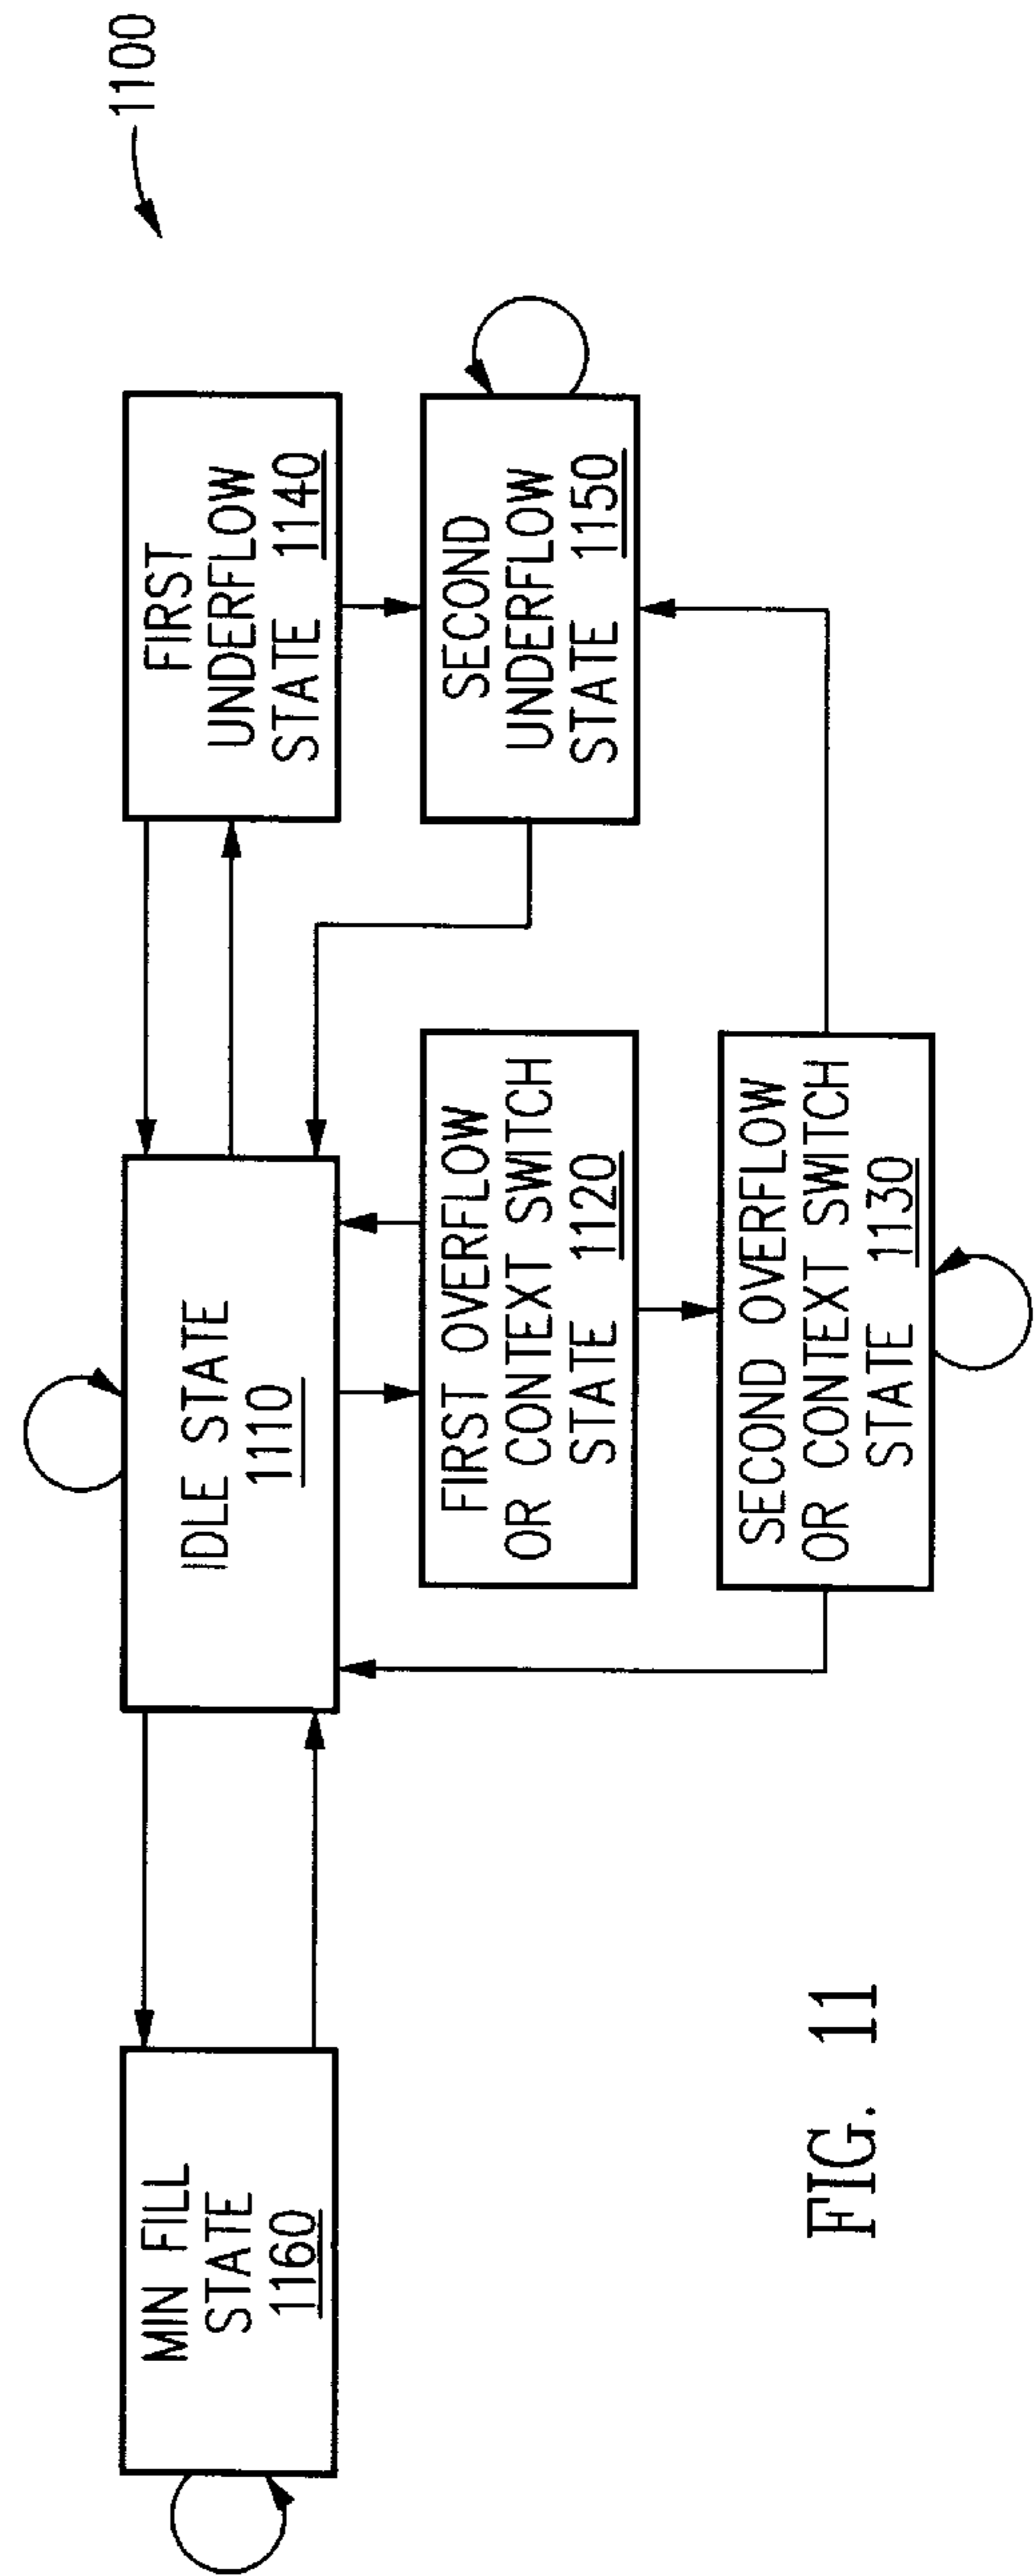 1100
MIN FILL
STATE
1160
IDLE STATE
1110
FIRST
UNDERFLOW
STATE 1140
FIRST OVERFLOW
OR CONTEXT SWITCH
STATE 1120
SECOND
UNDERFLOW
STATE 1150
SECOND OVERFLOW
OR CONTEXT SWITCH
STATE 1130
FIG. 11